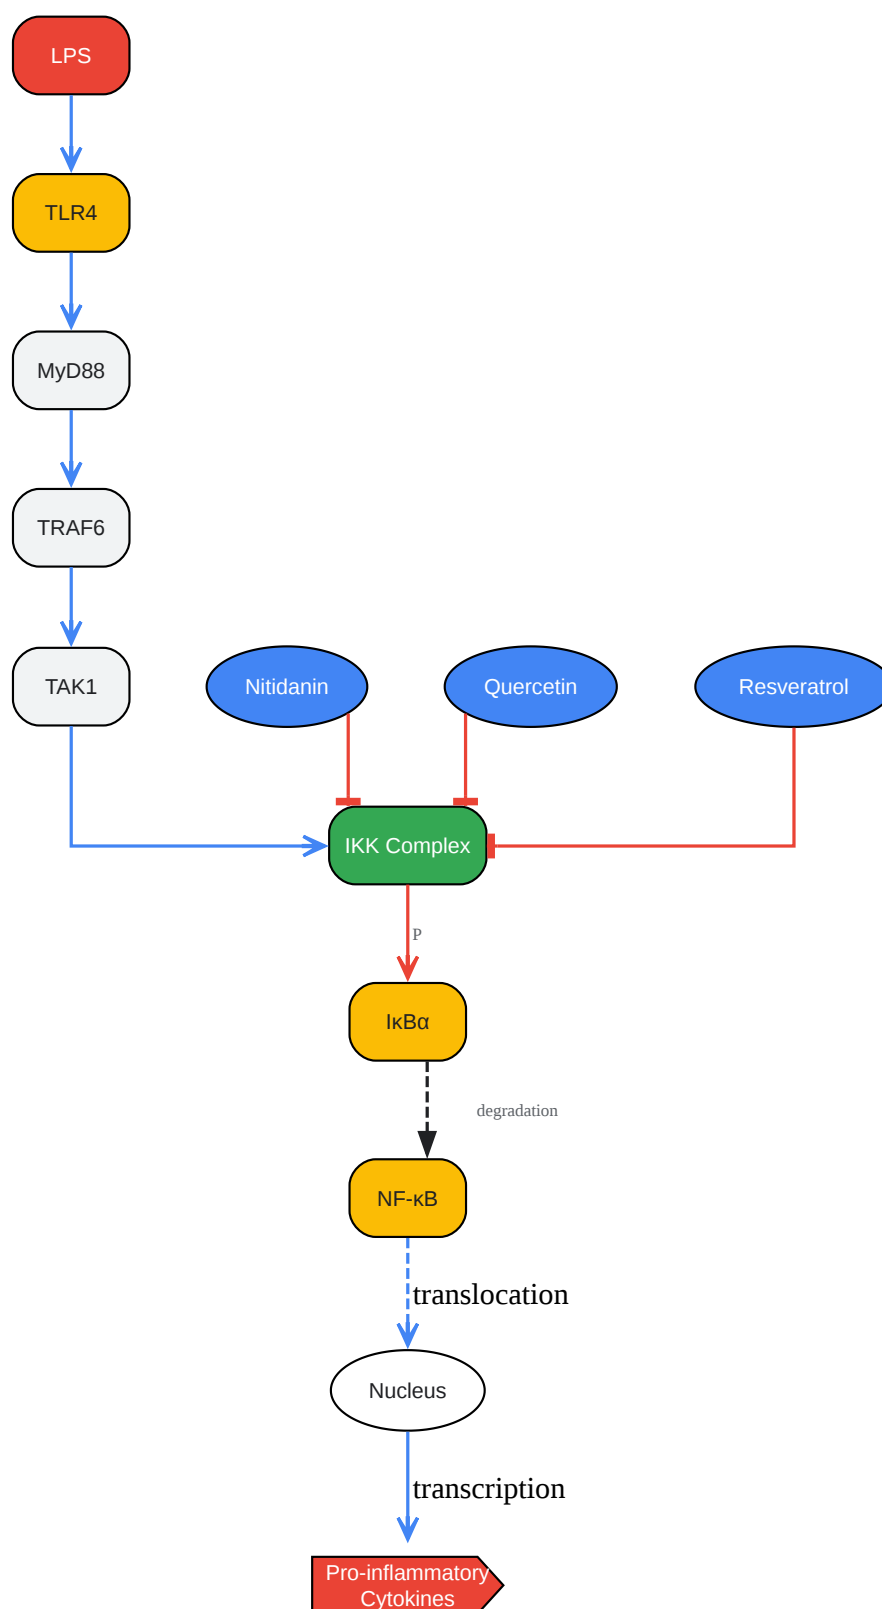 LPS
TLR4
MyD88
TRAF6
TAK1
Nitidanin
Quercetin
Resveratrol
IKK Complex
P
IκBα
degradation
NF-κB
translocation
Nucleus
transcription
Pro-inflammatory
Cytokines